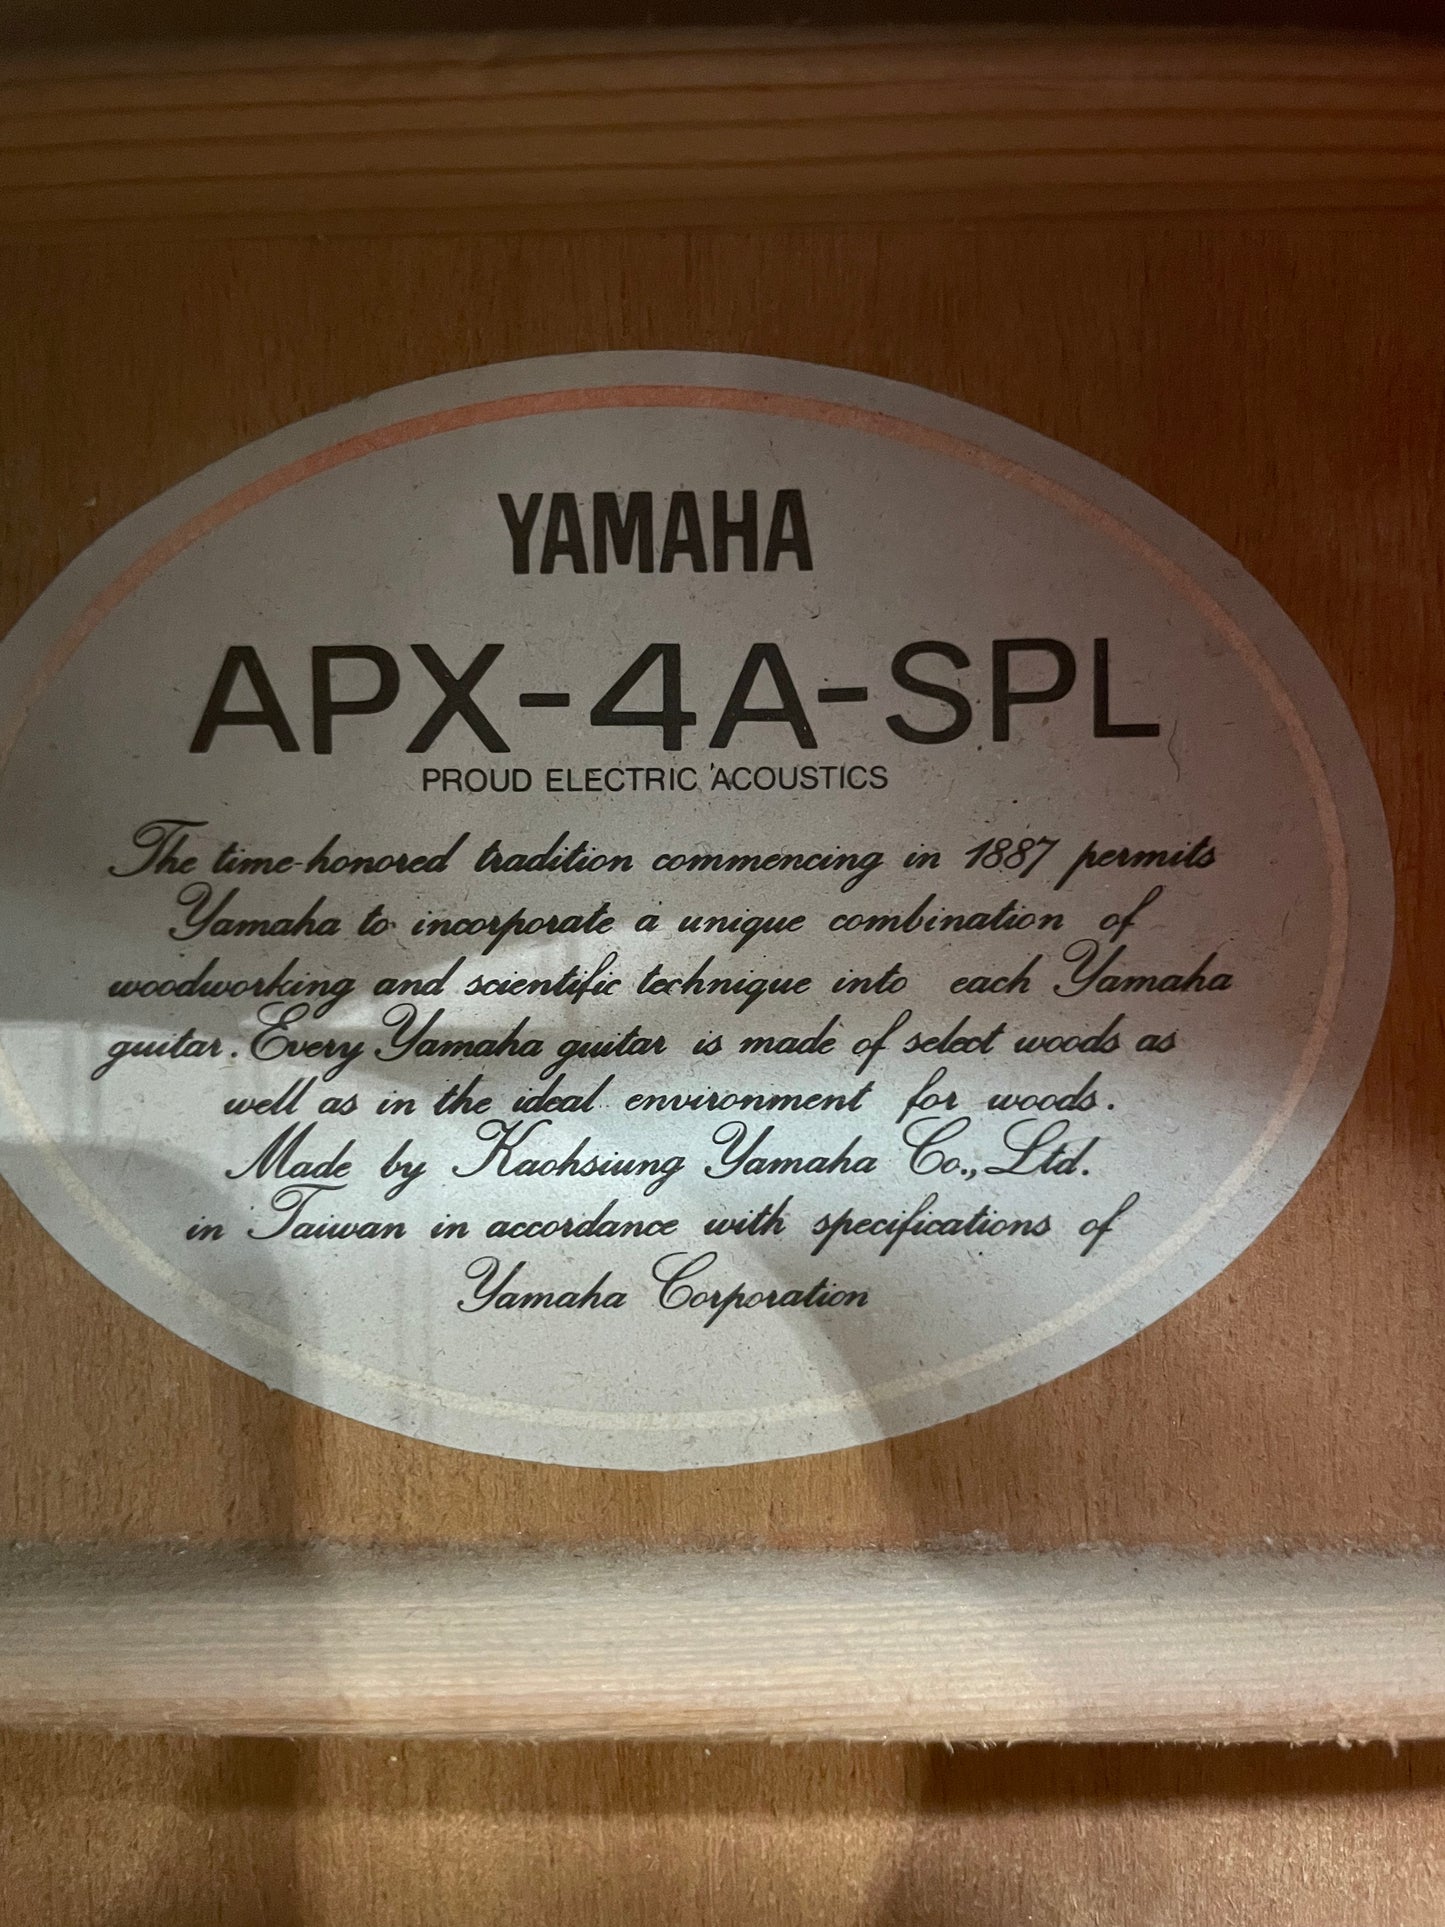 YAMAHA
APX-4A-SPL
PROUD ELECTRIC ACOUSTICS
The time-honored tradition commencing in 1887 permits
Yamaha to incorporate a unique combination of
woodworking and scientific technique into each Yamaha
guitar. Every Yamaha guitar is made of select woods as
well as in the ideal environment for woods.
Made by Kaohsiung Yamaha Co., Ltd.
in Taiwan in accordance with specifications of
Yamaha Corporation